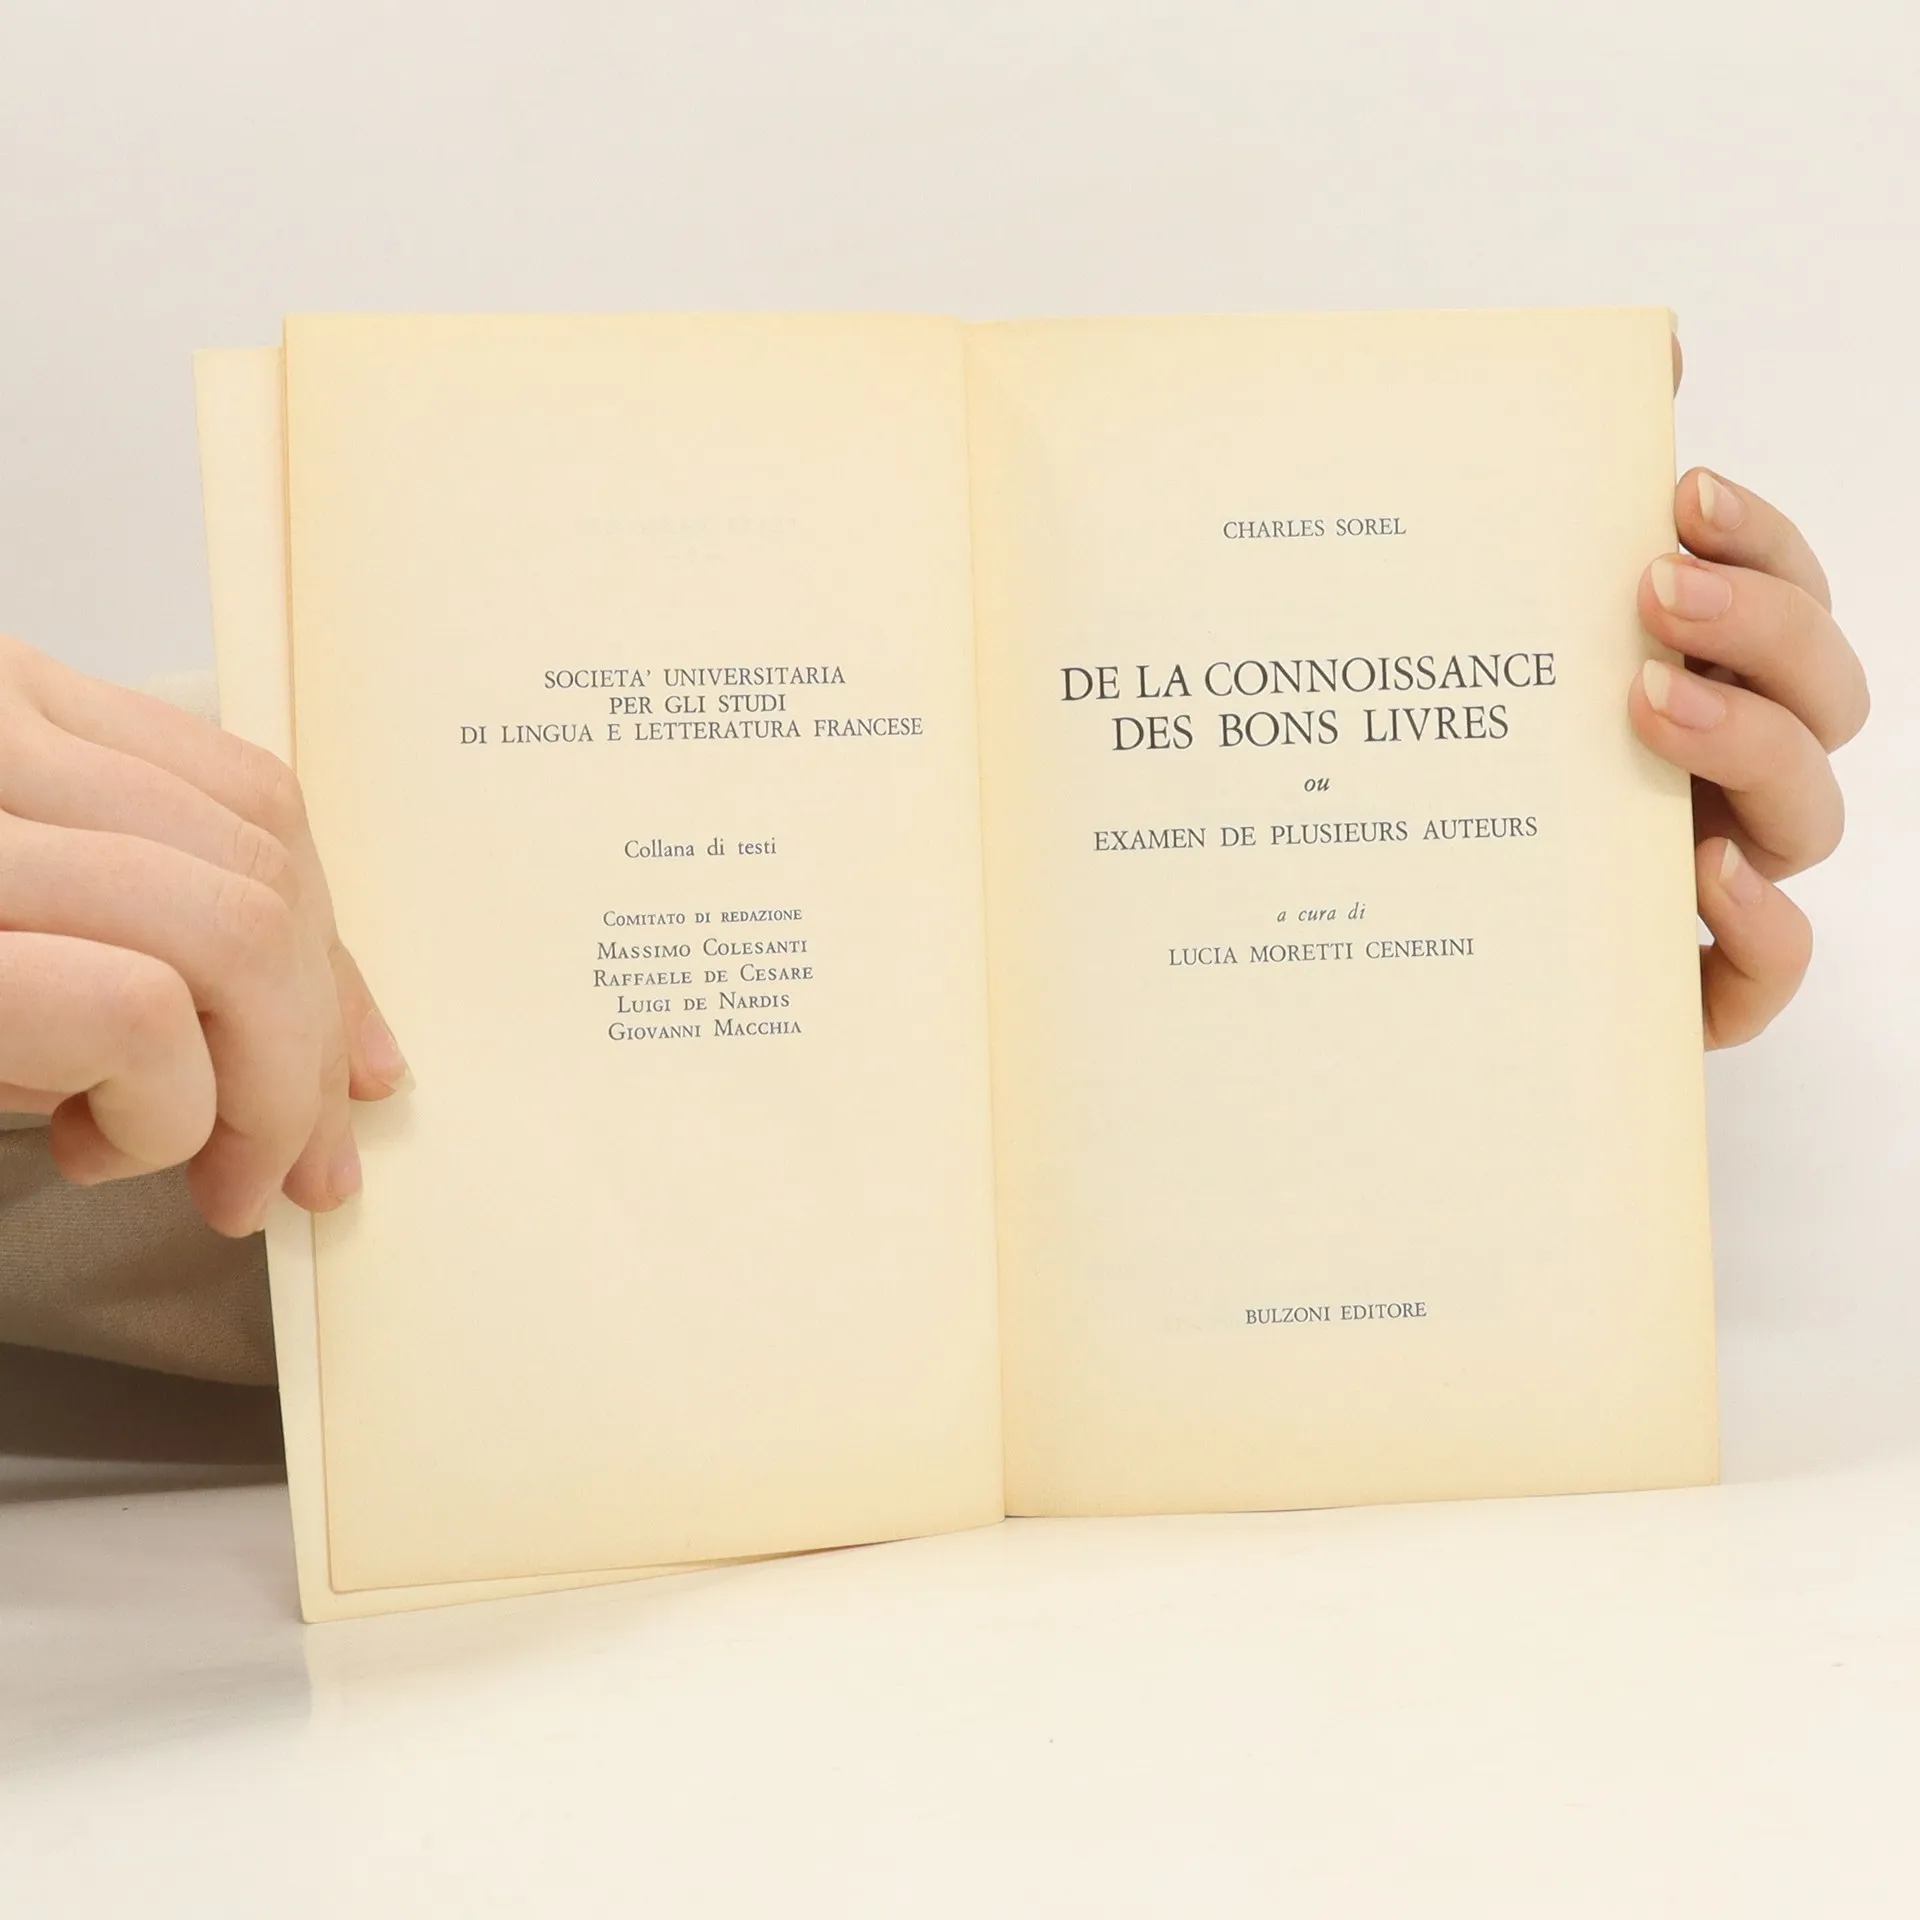 SOCIETA' UNIVERSITARIA
PER GLI STUDI
DI LINGUA E LETTERATURA FRANCESE
Collana di testi
COMITATO DI REDAZIONE
MASSIMO COLESANTI
RAFFAELE DE CESARE
LUIGI DE NARDIS
GIOVANNI MACCHIA
CHARLES SOREL
DE LA CONNOISSANCE
DES BONS LIVRES
ou
EXAMEN DE PLUSIEURS AUTEURS
a cura di
LUCIA MORETTI CENERINI
BULZONI EDITORE